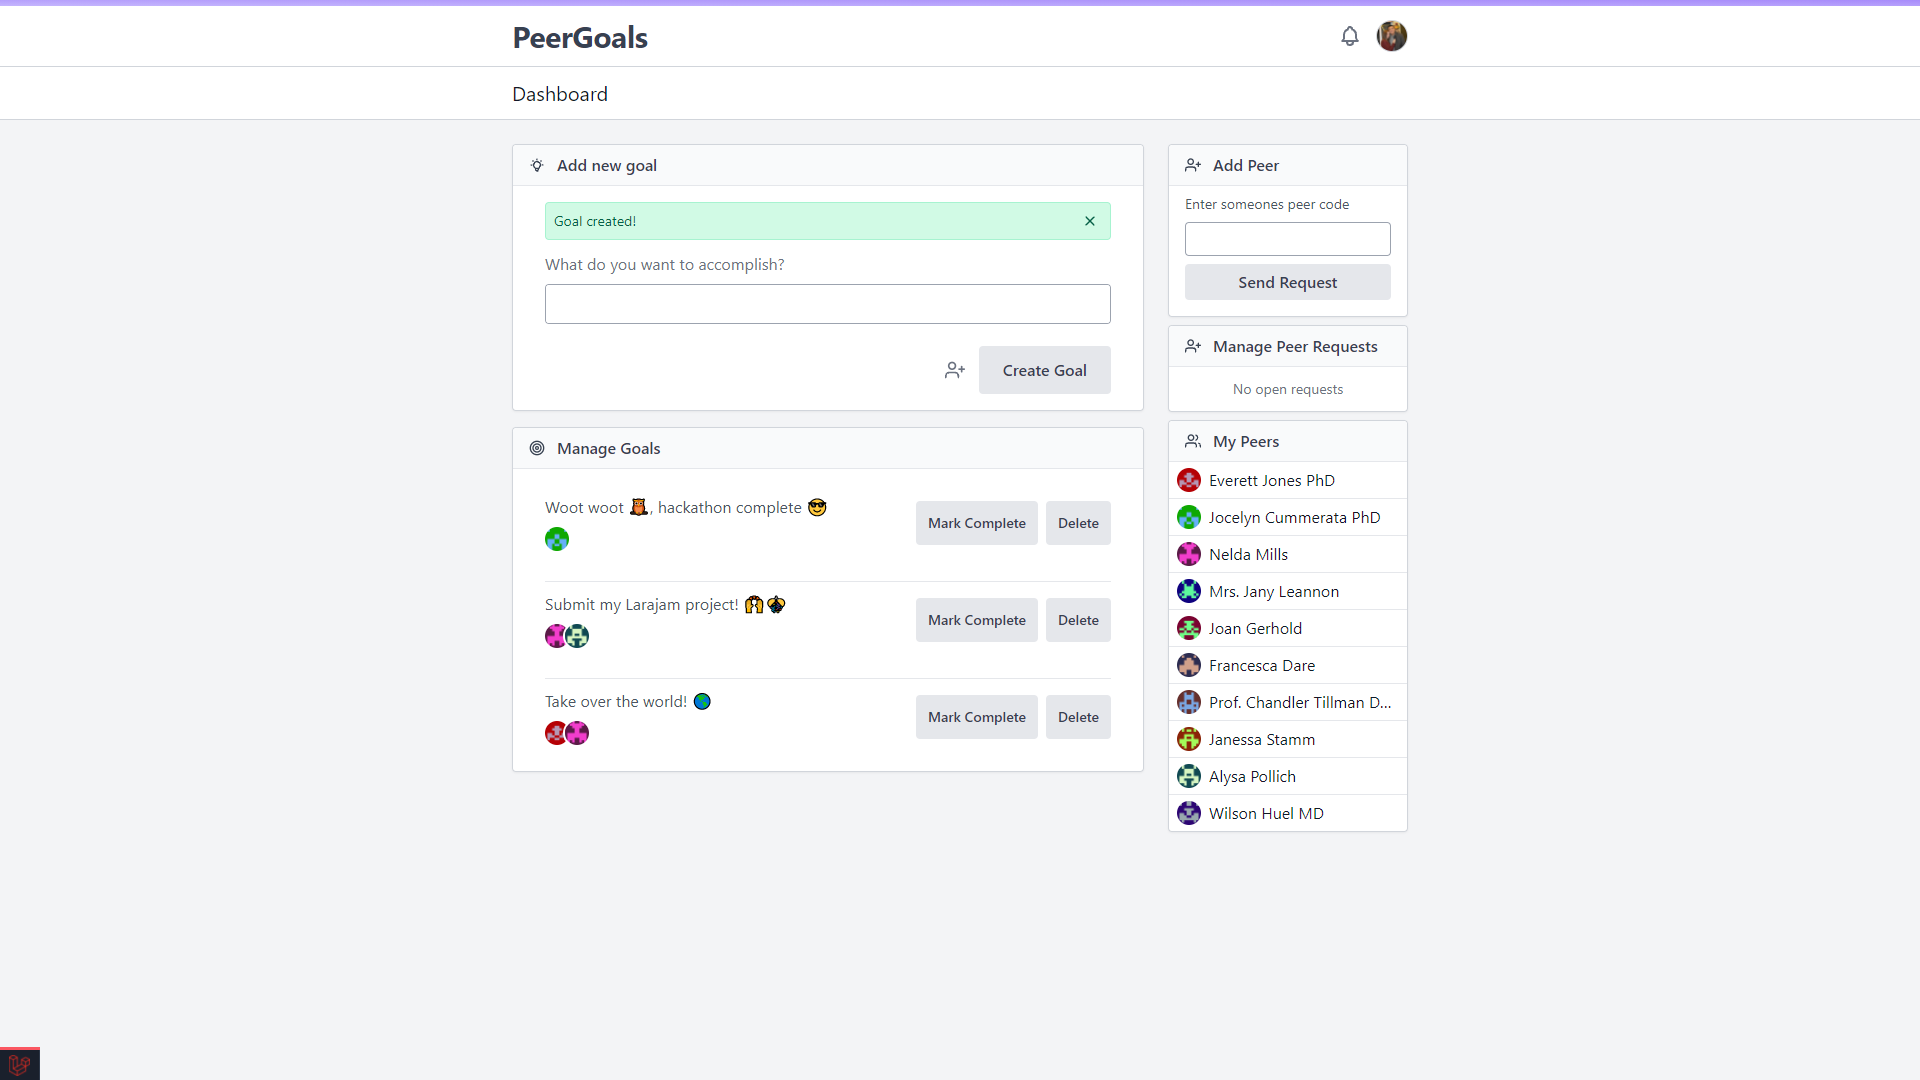 PeerGoals
Dashboard
Add new goal
Goal created!
What do you want to accomplish?
Create Goal
Manage Goals
Woot woot 🦉, hackathon complete 😎
Mark Complete
Delete
Submit my Larajam project! 🙌🐝
Mark Complete
Delete
Take over the world! 🌎
Mark Complete
Delete
Add Peer
Enter someones peer code
Send Request
Manage Peer Requests
No open requests
My Peers
Everett Jones PhD
Jocelyn Cummerata PhD
Nelda Mills
Mrs. Jany Leannon
Joan Gerhold
Francesca Dare
Prof. Chandler Tillman D...
Janessa Stamm
Alysa Pollich
Wilson Huel MD